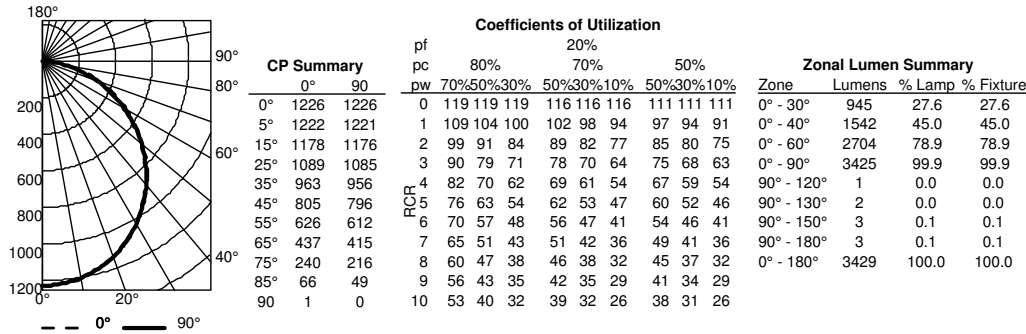 90°
80°
60°
40°
200
400
600
800
1000
1200
0°
20°
0° 90°
CP Summary
0° 90
0° 1226 1226
5° 1222 1221
15° 1178 1176
25° 1089 1085
35° 963 956
45° 805 796
55° 626 612
65° 437 415
75° 240 216
85° 66 49
90 1 0
Coefficients of Utilization
pf 20%
pc 80% 70% 50%
pw 70%50%30% 50%30%10% 50%30%10%
RCR
0 119 119 119 116 116 116 111 111 111
1 109 104 100 102 98 94 97 94 91
2 99 91 84 89 82 77 85 80 75
3 90 79 71 78 70 64 75 68 63
4 82 70 62 69 61 54 67 59 54
5 76 63 54 62 53 47 60 52 46
6 70 57 48 56 47 41 54 46 41
7 65 51 43 51 42 36 49 41 36
8 60 47 38 46 38 32 45 37 32
9 56 43 35 42 35 29 41 34 29
10 53 40 32 39 32 26 38 31 26
Zonal Lumen Summary
Zone Lumens % Lamp % Fixture
0° - 30° 945 27.6 27.6
0° - 40° 1542 45.0 45.0
0° - 60° 2704 78.9 78.9
0° - 90° 3425 99.9 99.9
90° - 120° 1 0.0 0.0
90° - 130° 2 0.0 0.0
90° - 150° 3 0.1 0.1
90° - 180° 3 0.1 0.1
0° - 180° 3429 100.0 100.0